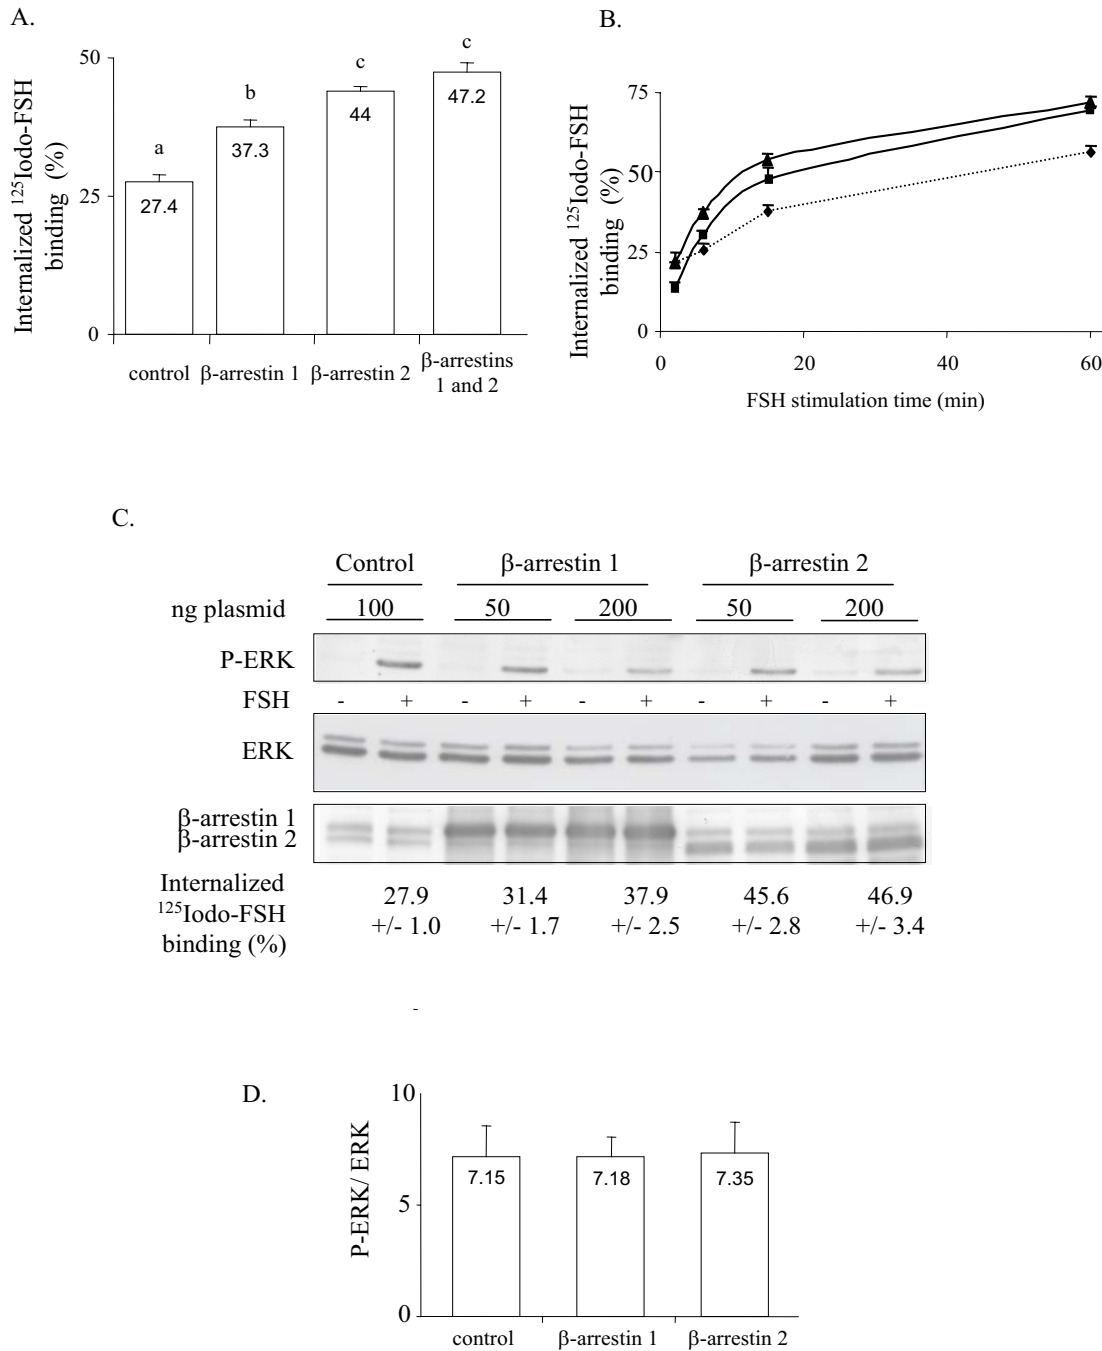 A.
Internalized ¹²⁵Iodo-FSH
binding (%)
50
25
0
a
b
c
c
27.4
37.3
44
47.2
control β-arrestin 1 β-arrestin 2 β-arrestins
1 and 2
B.
Internalized ¹²⁵Iodo-FSH
binding (%)
75
50
25
0
0 20 40 60
FSH stimulation time (min)
C.
Control β-arrestin 1 β-arrestin 2
ng plasmid 100 50 200 50 200
P-ERK
FSH - + - + - + - + - +
ERK
β-arrestin 1
β-arrestin 2
Internalized 27.9 31.4 37.9 45.6 46.9
¹²⁵Iodo-FSH +/- 1.0 +/- 1.7 +/- 2.5 +/- 2.8 +/- 3.4
binding (%)
-
D.
P-ERK/ ERK
10
5
0
7.15
7.18
7.35
control β-arrestin 1 β-arrestin 2